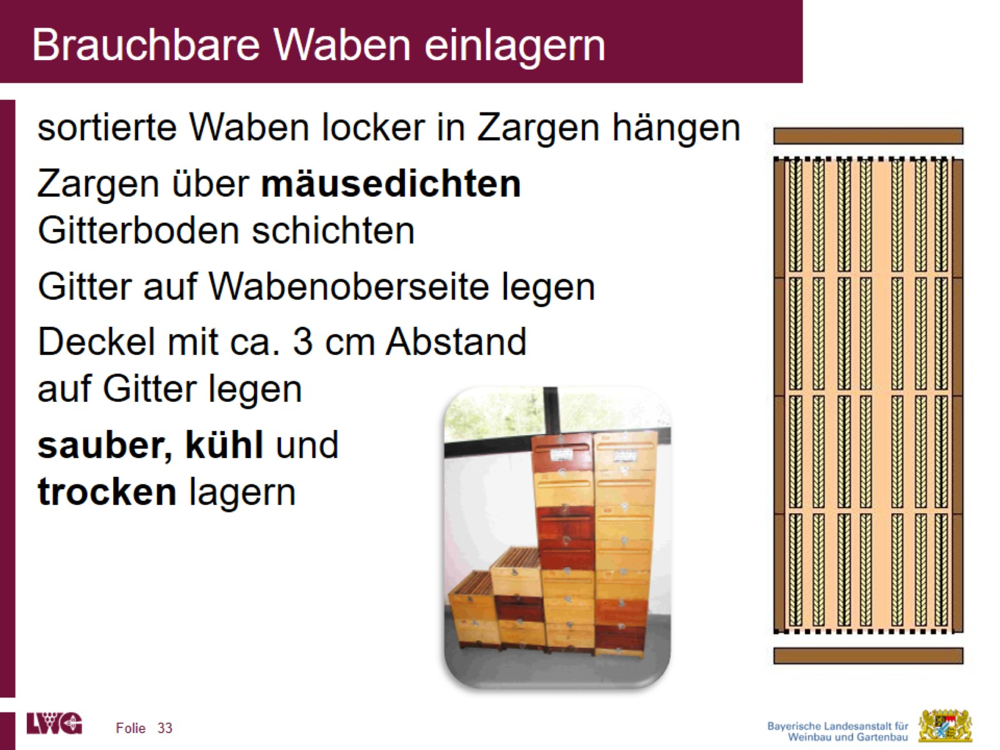 Brauchbare Waben einlagern
sortierte Waben locker in Zargen hängen
Zargen über mäusedichten
Gitterboden schichten
Gitter auf Wabenoberseite legen
Deckel mit ca. 3 cm Abstand
auf Gitter legen
sauber, kühl und
trocken lagern
LWG
Folie 33
Bayerische Landesanstalt für
Weinbau und Gartenbau